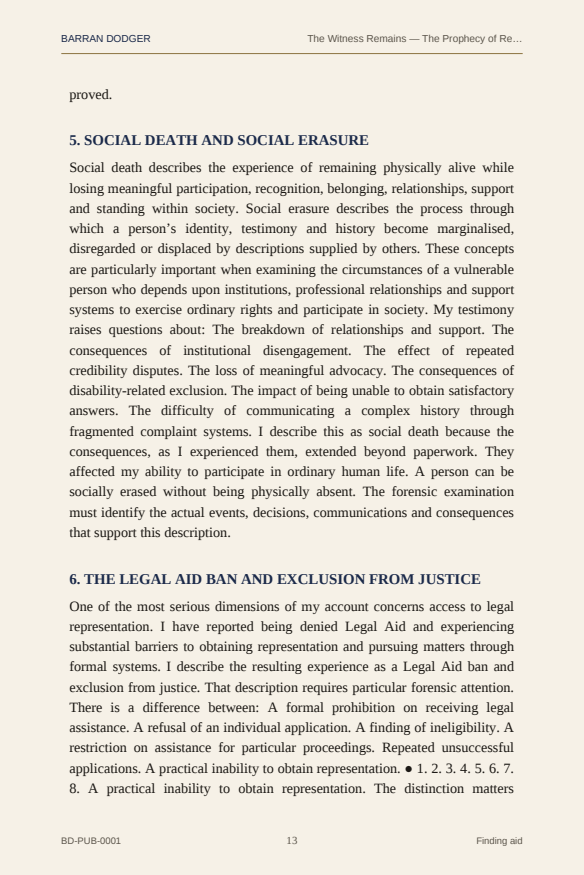 BARRAN DODGER
The Witness Remains — The Prophecy of Re…
proved.
5. SOCIAL DEATH AND SOCIAL ERASURE
Social death describes the experience of remaining physically alive while
losing meaningful participation, recognition, belonging, relationships, support
and standing within society. Social erasure describes the process through
which a person’s identity, testimony and history become marginalised,
disregarded or displaced by descriptions supplied by others. These concepts
are particularly important when examining the circumstances of a vulnerable
person who depends upon institutions, professional relationships and support
systems to exercise ordinary rights and participate in society. My testimony
raises questions about: The breakdown of relationships and support. The
consequences of institutional disengagement. The effect of repeated
credibility disputes. The loss of meaningful advocacy. The consequences of
disability-related exclusion. The impact of being unable to obtain satisfactory
answers. The difficulty of communicating a complex history through
fragmented complaint systems. I describe this as social death because the
consequences, as I experienced them, extended beyond paperwork. They
affected my ability to participate in ordinary human life. A person can be
socially erased without being physically absent. The forensic examination
must identify the actual events, decisions, communications and consequences
that support this description.
6. THE LEGAL AID BAN AND EXCLUSION FROM JUSTICE
One of the most serious dimensions of my account concerns access to legal
representation. I have reported being denied Legal Aid and experiencing
substantial barriers to obtaining representation and pursuing matters through
formal systems. I describe the resulting experience as a Legal Aid ban and
exclusion from justice. That description requires particular forensic attention.
There is a difference between: A formal prohibition on receiving legal
assistance. A refusal of an individual application. A finding of ineligibility. A
restriction on assistance for particular proceedings. Repeated unsuccessful
applications. A practical inability to obtain representation. ● 1. 2. 3. 4. 5. 6. 7.
8. A practical inability to obtain representation. The distinction matters
BD-PUB-0001
13
Finding aid